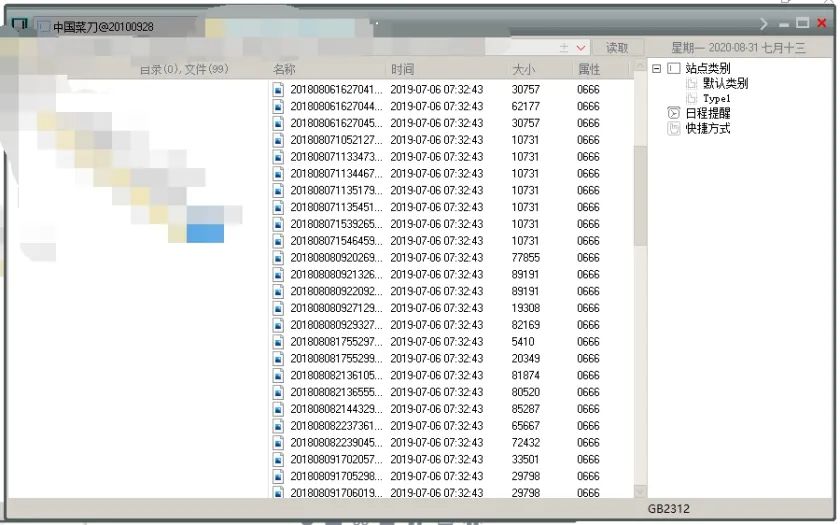 中国菜刀@20100928
读取 星期一 2020-08-31 七月十三
目录(0),文件(99) 名称 时间 大小 属性
201808061627041... 2019-07-06 07:32:43 30757 0666
201808061627044... 2019-07-06 07:32:43 62177 0666
201808061627045... 2019-07-06 07:32:43 30757 0666
201808071052127... 2019-07-06 07:32:43 10731 0666
201808071133473... 2019-07-06 07:32:43 10731 0666
201808071134467... 2019-07-06 07:32:43 10731 0666
201808071135179... 2019-07-06 07:32:43 10731 0666
201808071135451... 2019-07-06 07:32:43 10731 0666
201808071539265... 2019-07-06 07:32:43 10731 0666
201808071546459... 2019-07-06 07:32:43 10731 0666
201808080920269... 2019-07-06 07:32:43 77855 0666
201808080921326... 2019-07-06 07:32:43 89191 0666
201808080922092... 2019-07-06 07:32:43 89191 0666
201808080927129... 2019-07-06 07:32:43 19308 0666
201808080929327... 2019-07-06 07:32:43 82169 0666
201808081755297... 2019-07-06 07:32:43 5410 0666
201808081755299... 2019-07-06 07:32:43 20349 0666
201808082136105... 2019-07-06 07:32:43 81874 0666
201808082136555... 2019-07-06 07:32:43 80520 0666
201808082144329... 2019-07-06 07:32:43 85287 0666
201808082237361... 2019-07-06 07:32:43 65667 0666
201808082239045... 2019-07-06 07:32:43 72432 0666
201808091702057... 2019-07-06 07:32:43 33501 0666
201808091705298... 2019-07-06 07:32:43 29798 0666
201808091706019... 2019-07-06 07:32:43 29798 0666
站点类别
默认类别
Type1
日程提醒
快捷方式
GB2312